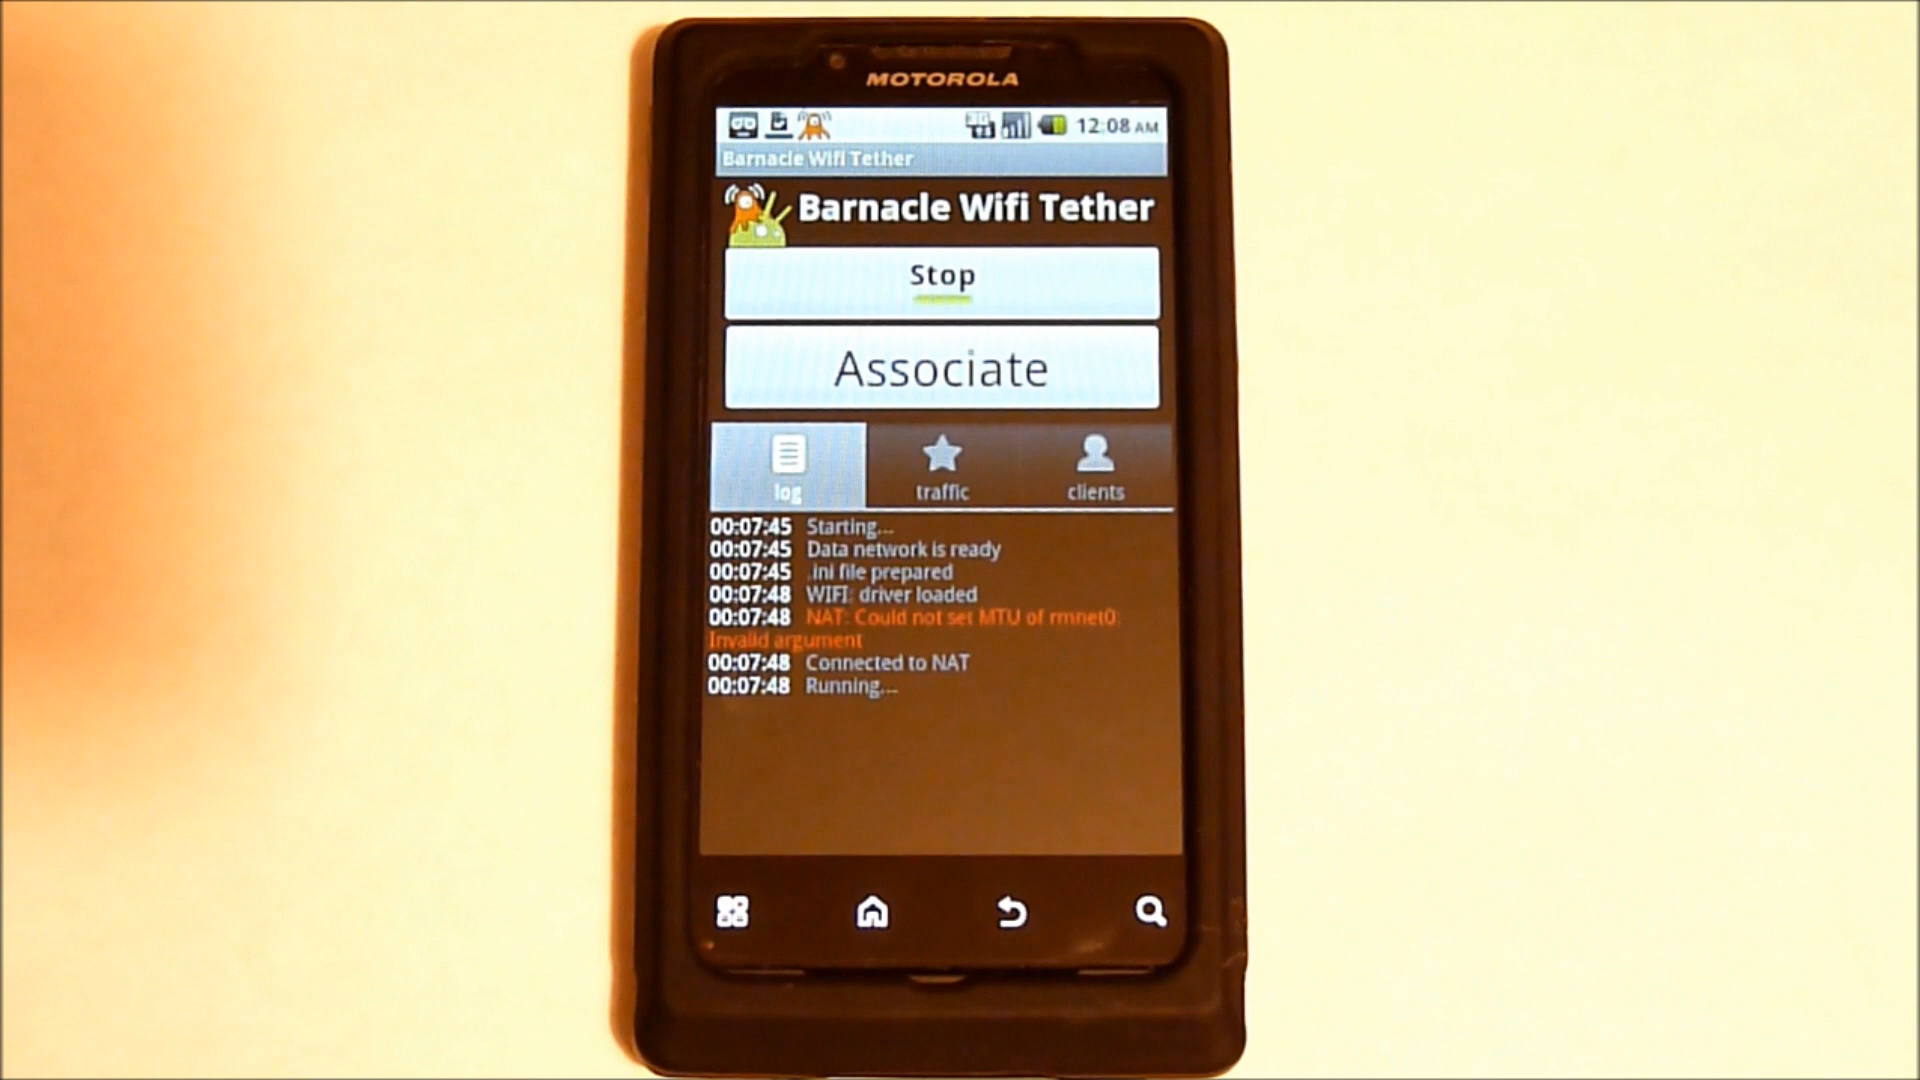 MOTOROLA
12:08 AM
Barnacle Wifi Tether
Barnacle Wifi Tether
Stop
Associate
log traffic clients
00:07:45 Starting...
00:07:45 Data network is ready
00:07:45 .ini file prepared
00:07:48 WIFI: driver loaded
00:07:48 NAT: Could not set MTU of rmnet0:
Invalid argument
00:07:48 Connected to NAT
00:07:48 Running...